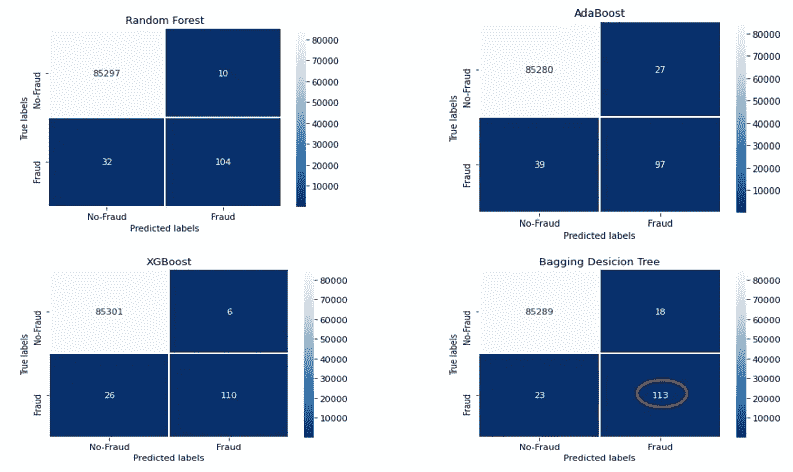 Random Forest
No-Fraud
Fraud
True labels
85297
10
32
104
No-Fraud
Fraud
Predicted labels
80000
70000
60000
50000
40000
30000
20000
10000
AdaBoost
No-Fraud
Fraud
True labels
85280
27
39
97
No-Fraud
Fraud
Predicted labels
80000
70000
60000
50000
40000
30000
20000
10000
XGBoost
No-Fraud
Fraud
True labels
85301
6
26
110
No-Fraud
Fraud
Predicted labels
80000
70000
60000
50000
40000
30000
20000
10000
Bagging Desicion Tree
No-Fraud
Fraud
True labels
85289
18
23
113
No-Fraud
Fraud
Predicted labels
80000
70000
60000
50000
40000
30000
20000
10000